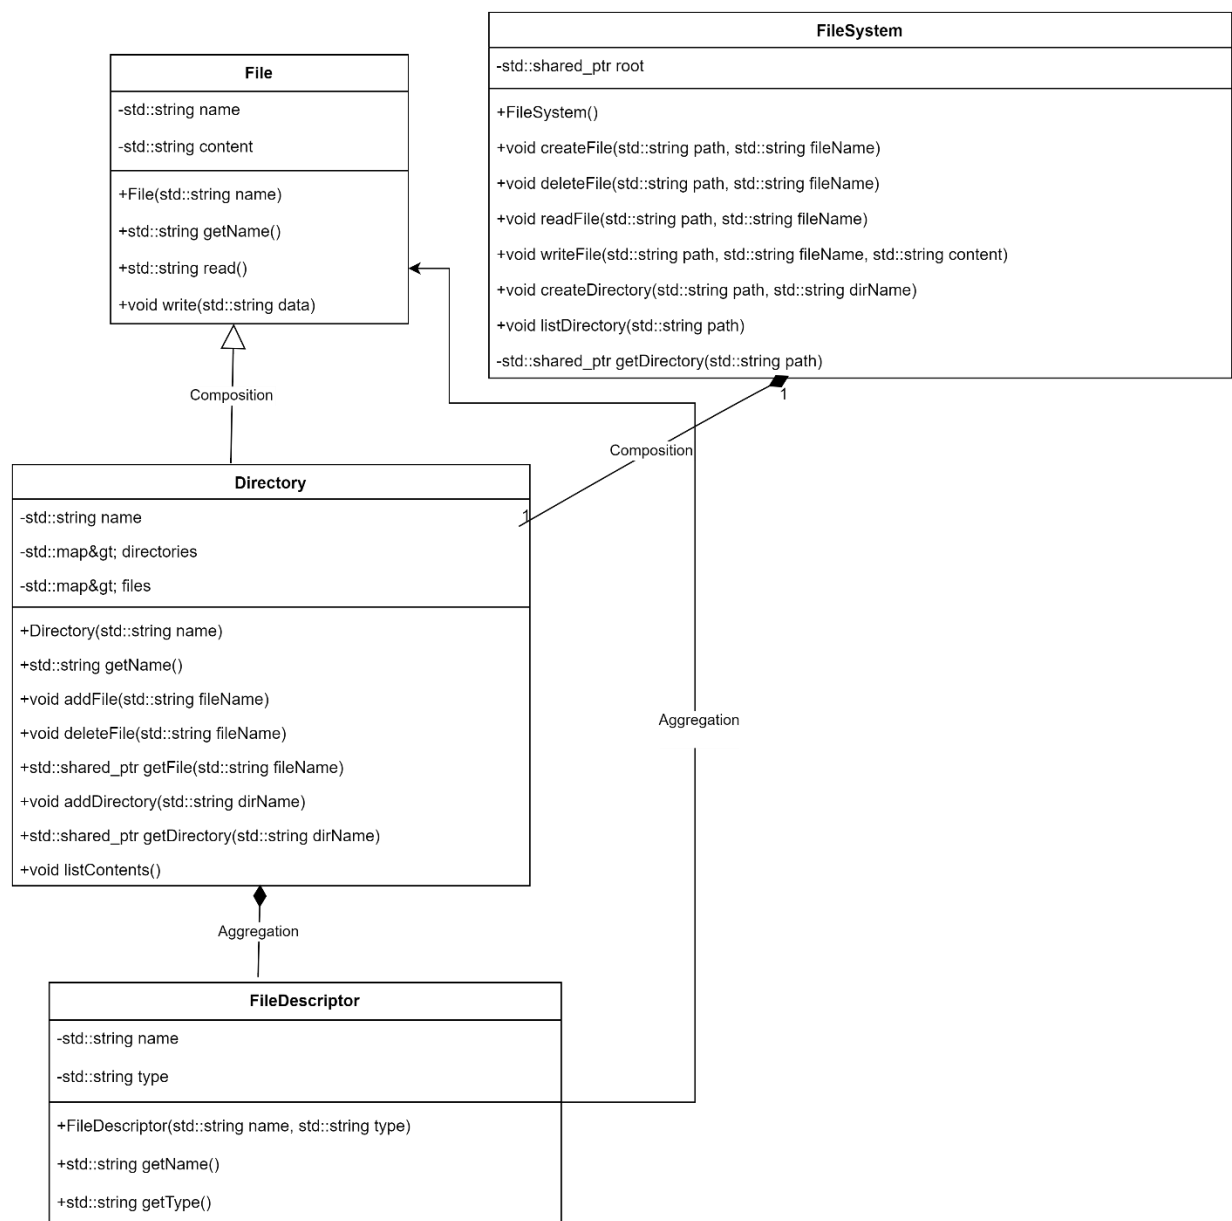 File
-std::string name
-std::string content
+File(std::string name)
+std::string getName()
+std::string read()
+void write(std::string data)
FileSystem
-std::shared_ptr root
+FileSystem()
+void createFile(std::string path, std::string fileName)
+void deleteFile(std::string path, std::string fileName)
+void readFile(std::string path, std::string fileName)
+void writeFile(std::string path, std::string fileName, std::string content)
+void createDirectory(std::string path, std::string dirName)
+void listDirectory(std::string path)
-std::shared_ptr getDirectory(std::string path)
1
Composition
Composition
1
Directory
-std::string name
-std::map&gt; directories
-std::map&gt; files
+Directory(std::string name)
+std::string getName()
+void addFile(std::string fileName)
+void deleteFile(std::string fileName)
+std::shared_ptr getFile(std::string fileName)
+void addDirectory(std::string dirName)
+std::shared_ptr getDirectory(std::string dirName)
+void listContents()
Aggregation
Aggregation
FileDescriptor
-std::string name
-std::string type
+FileDescriptor(std::string name, std::string type)
+std::string getName()
+std::string getType()